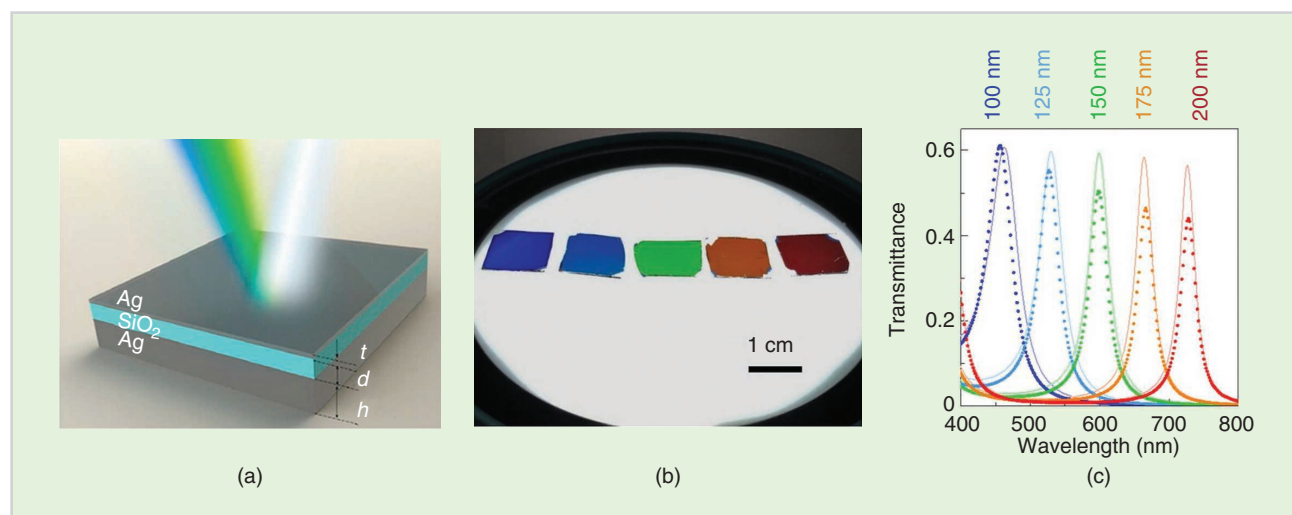 Ag
SiO2
Ag
t
d
h
(a)
1 cm
(b)
100 nm
125 nm
150 nm
175 nm
200 nm
Transmittance
0.6
0.4
0.2
0
400 500 600 700 800
Wavelength (nm)
(c)